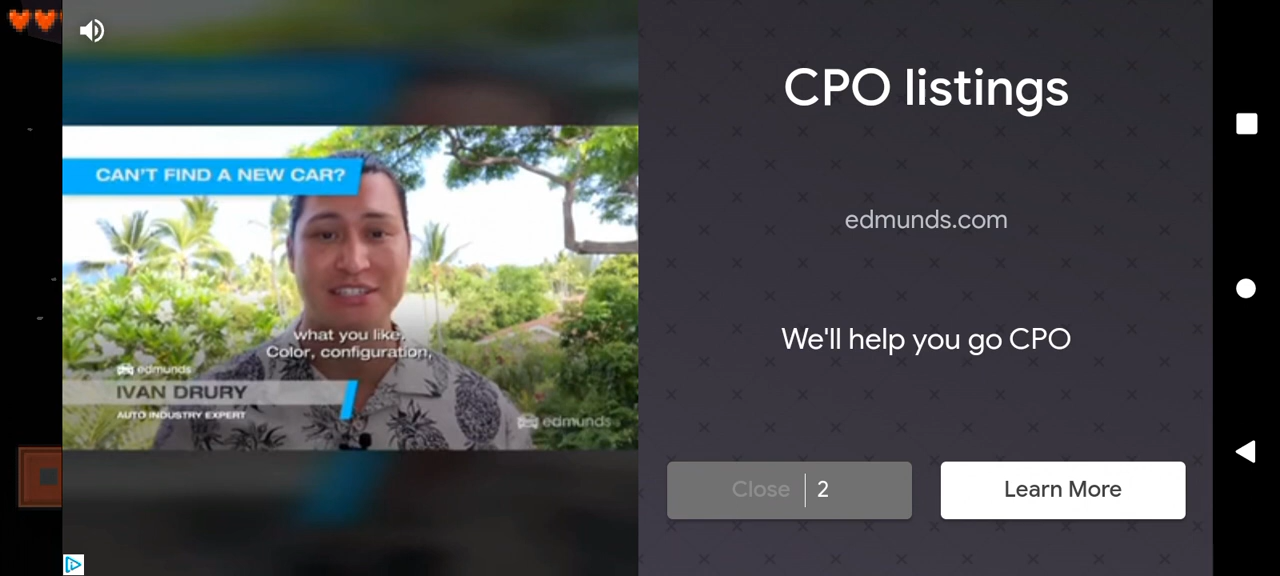 CAN'T FIND A NEW CAR?
what you like.
Color, configuration,
edmunds
IVAN DRURY
AUTO INDUSTRY EXPERT
edmunds
CPO listings
edmunds.com
We'll help you go CPO
Close 2
Learn More